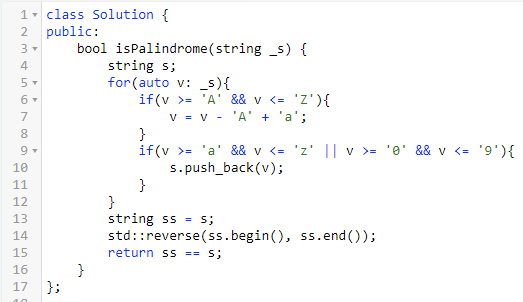 1 class Solution {
2 public:
3     bool isPalindrome(string _s) {
4         string s;
5         for(auto v: _s){
6             if(v >= 'A' && v <= 'Z'){
7                 v = v - 'A' + 'a';
8             }
9             if(v >= 'a' && v <= 'z' || v >= '0' && v <= '9'){
10                 s.push_back(v);
11             }
12         }
13         string ss = s;
14         std::reverse(ss.begin(), ss.end());
15         return ss == s;
16     }
17 };